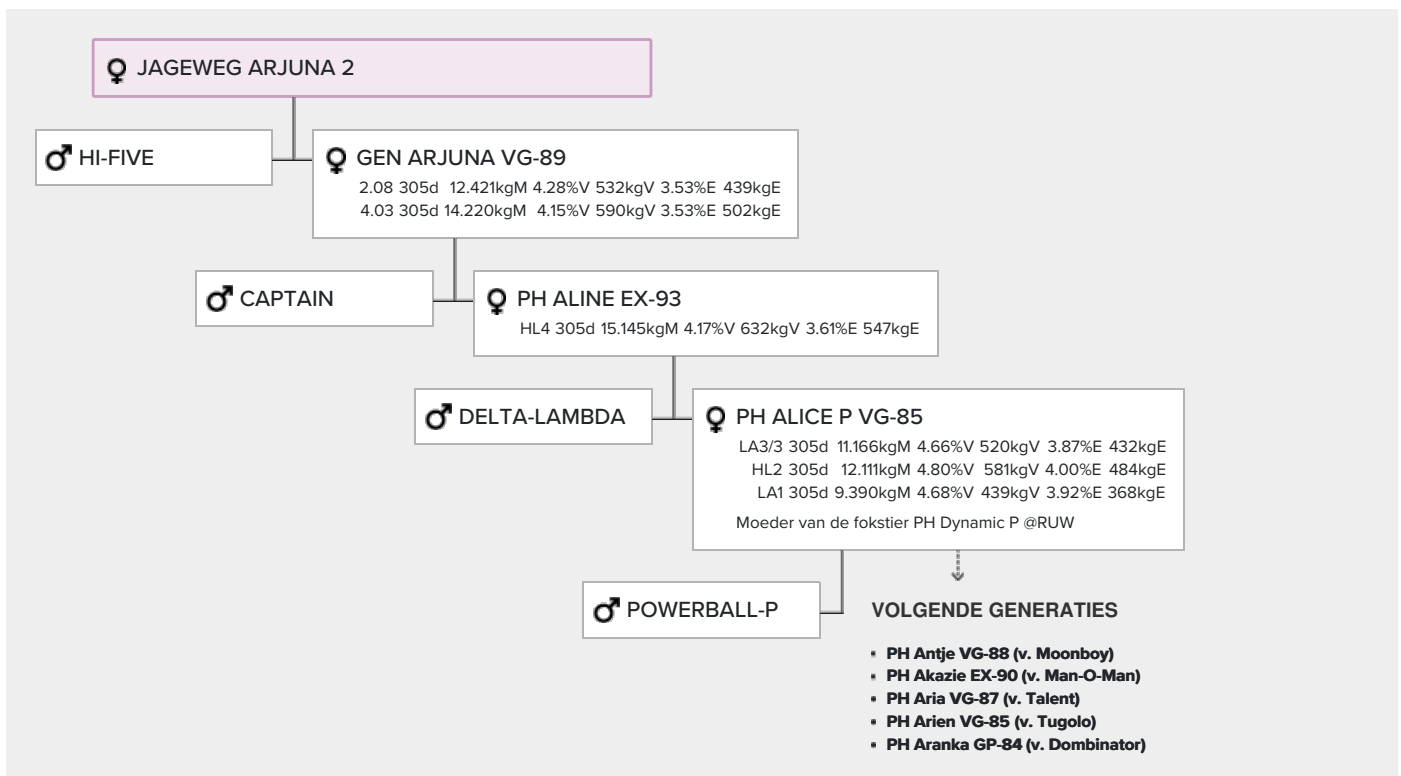 JAGEWEG ARJUNA 2
HI-FIVE
GEN ARJUNA VG-89
2.08 305d 12.421kgM 4.28%V 532kgV 3.53%E 439kgE
4.03 305d 14.220kgM 4.15%V 590kgV 3.53%E 502kgE
CAPTAIN
PH ALINE EX-93
HL4 305d 15.145kgM 4.17%V 632kgV 3.61%E 547kgE
DELTA-LAMBDA
PH ALICE P VG-85
LA3/3 305d 11.166kgM 4.66%V 520kgV 3.87%E 432kgE
HL2 305d 12.111kgM 4.80%V 581kgV 4.00%E 484kgE
LA1 305d 9.390kgM 4.68%V 439kgV 3.92%E 368kgE
Moeder van de fokstier PH Dynamic P @RUW
POWERBALL-P
VOLGENDE GENERATIES
▪ PH Antje VG-88 (v. Moonboy)
▪ PH Akazie EX-90 (v. Man-O-Man)
▪ PH Aria VG-87 (v. Talent)
▪ PH Arien VG-85 (v. Tugolo)
▪ PH Aranka GP-84 (v. Dombinator)